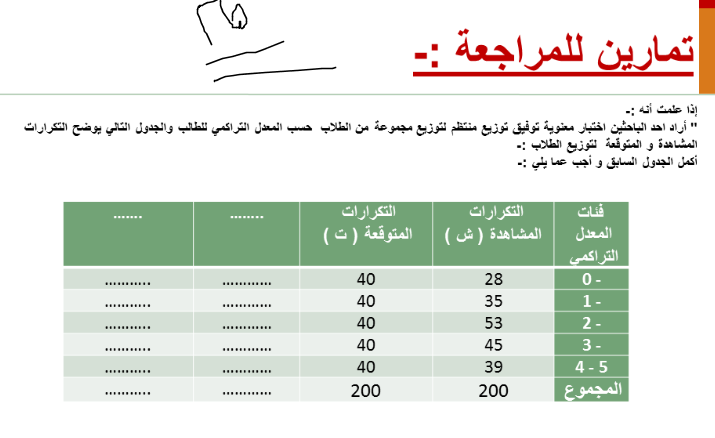 تمارين للمراجعة :-
إذا علمت أنه :-
" أراد احد الباحثين اختبار معنوية توفيق توزيع منتظم لتوزيع مجموعة من الطلاب حسب المعدل التراكمي للطالب والجدول التالي يوضح التكرارات
المشاهدة و المتوقعة لتوزيع الطلاب :-
أكمل الجدول السابق و أجب عما يلي :-
فئات المعدل التراكمي التكرارات المشاهدة ( ش ) التكرارات المتوقعة ( ت ) ........ .......
0 - 28 40 ............ ...........
1 - 35 40 ............ ...........
2 - 53 40 ............ ...........
3 - 45 40 ............ ...........
4 - 5 39 40 ............ ...........
المجموع 200 200 ............ ...........